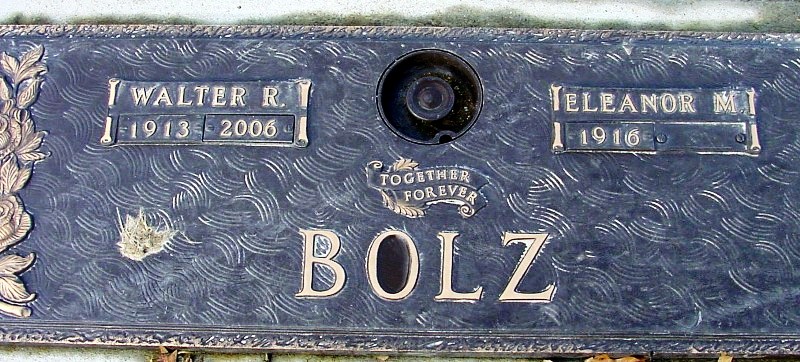 WALTER R.
1913 2006
ELEANOR M.
1916
TOGETHER
FOREVER
BOLZ